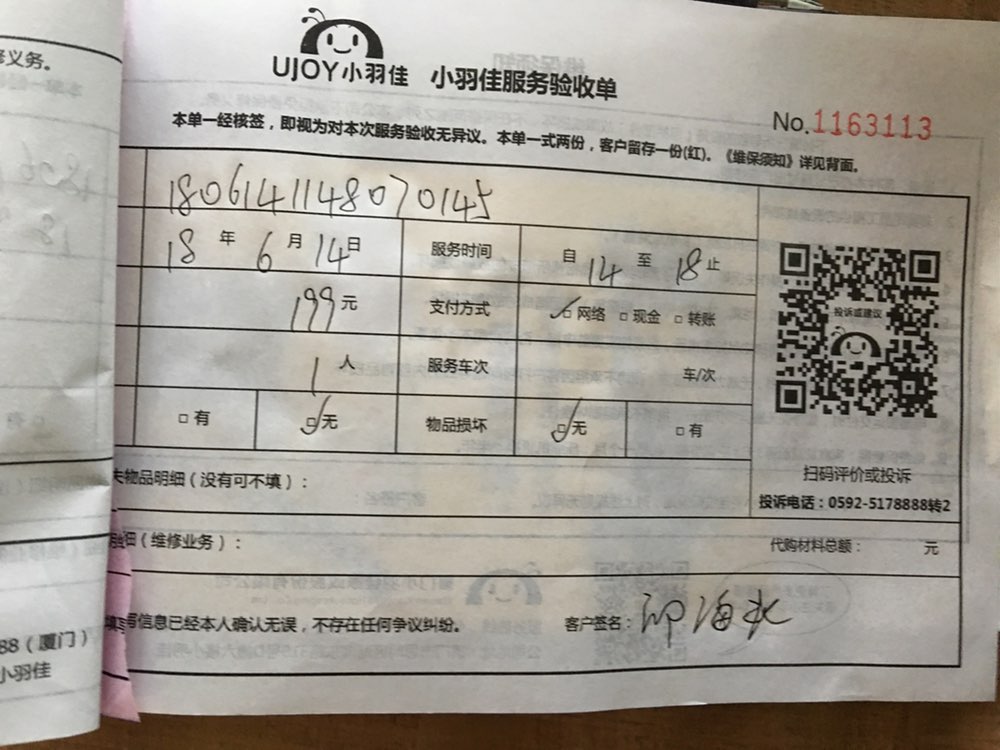 修义务。
UJOY小羽佳 小羽佳服务验收单
No.1163113
本单一经核签，即视为对本次服务验收无异议。本单一式两份，客户留存一份(红)。《维保须知》详见背面。
1806141148070145
18 年 6 月 14 日 服务时间 自 14 至 18 止
199 元 支付方式 ☑ 网络 □ 现金 □ 转账
1 人 服务车次 车/次
□ 有 ☑ 无 物品损坏 ☑ 无 □ 有
投诉或建议
扫码评价或投诉
投诉电话：0592-5178888转2
失物品明细（没有可不填）：
明细（维修业务）： 代购材料总额： 元
填写信息已经本人确认无误，不存在任何争议纠纷。 客户签名：邱海水
88（厦门）
小羽佳